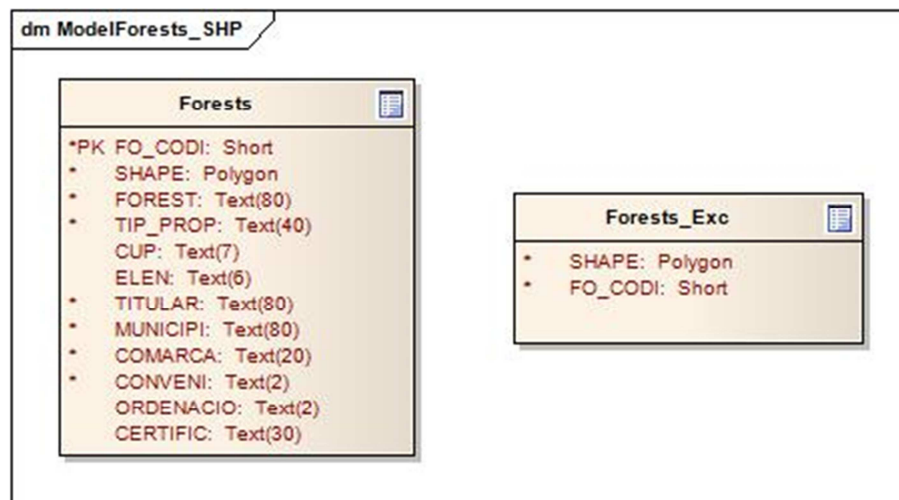 dm ModelForests_SHP
Forests
*PK FO_CODI: Short
* SHAPE: Polygon
* FOREST: Text(80)
* TIP_PROP: Text(40)
CUP: Text(7)
ELEN: Text(6)
* TITULAR: Text(80)
* MUNICIPI: Text(80)
* COMARCA: Text(20)
* CONVENI: Text(2)
ORDENACIO: Text(2)
CERTIFIC: Text(30)
Forests_Exc
* SHAPE: Polygon
* FO_CODI: Short